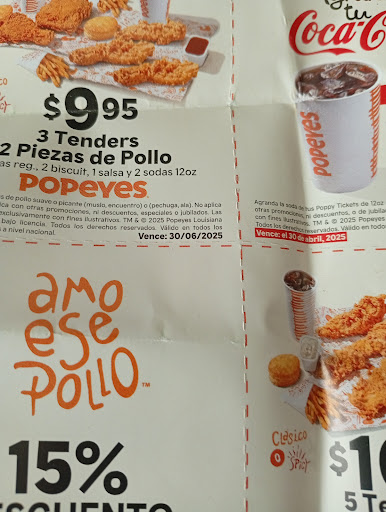 $9.95
3 Tenders
2 Piezas de Pollo
reg., 2 biscuit, 1 salsa y 2 sodas 12oz
POPEYES
de pollo suave o picante (muslo, encuentro) o (pechuga, ala). No aplica
con otras promociones, ni descuentos, especiales o jubilados. Las
exclusivamente con fines ilustrativos. TM & © 2025 Popeyes Louisiana
bajo licencia. Todos los derechos reservados. Válido en todos los
a nivel nacional.
Vence: 30/06/2025
tu
Coca-C
POPEYES
Agranda la soda de tus Poppy Tickets de 12oz
otras promociones, ni descuentos, o de
con fines ilustrativos. TM & © 2025 Popeyes
Todos los derechos reservados. Válido en
Vence: el 30 de abril, 2025
Clásico
SPICY
amo
ese
pollo™
15%
Clásico
o SPICY
$1
5 Te